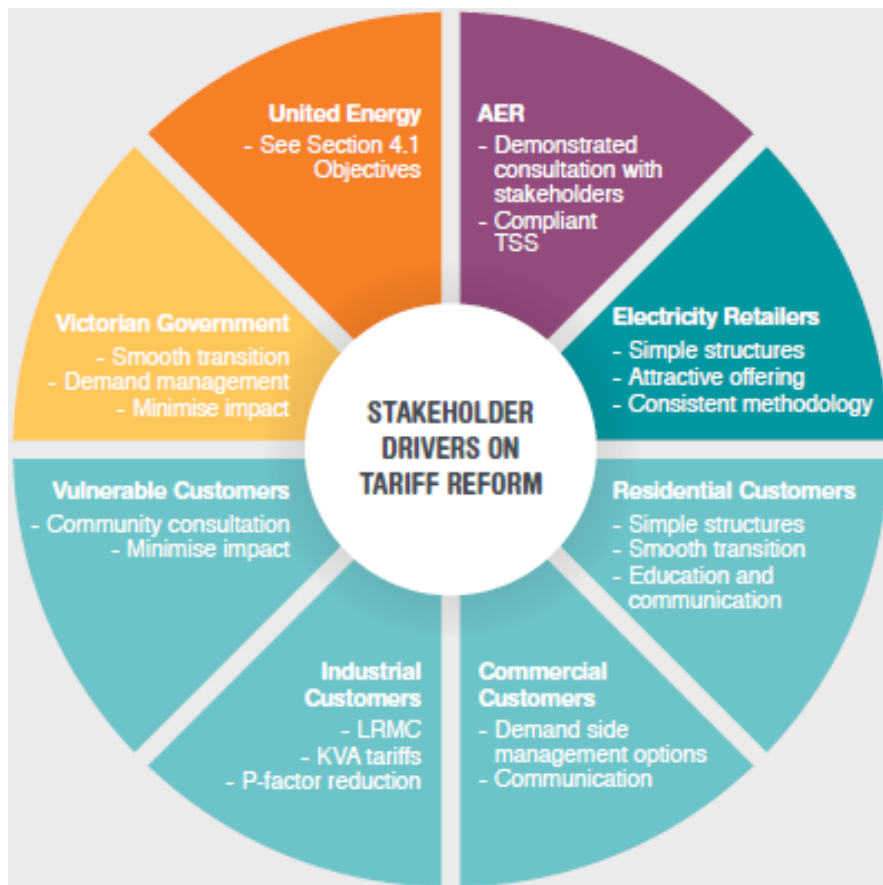 United Energy
- See Section 4.1
Objectives
AER
- Demonstrated
consultation with
stakeholders
- Compliant
TSS
Electricity Retailers
- Simple structures
- Attractive offering
- Consistent methodology
Residential Customers
- Simple structures
- Smooth transition
- Education and
communication
Commercial
Customers
- Demand side
management options
- Communication
Industrial
Customers
- LRMC
- KVA tariffs
- P-factor reduction
Vulnerable Customers
- Community consultation
- Minimise impact
Victorian Government
- Smooth transition
- Demand management
- Minimise impact
STAKEHOLDER
DRIVERS ON
TARIFF REFORM